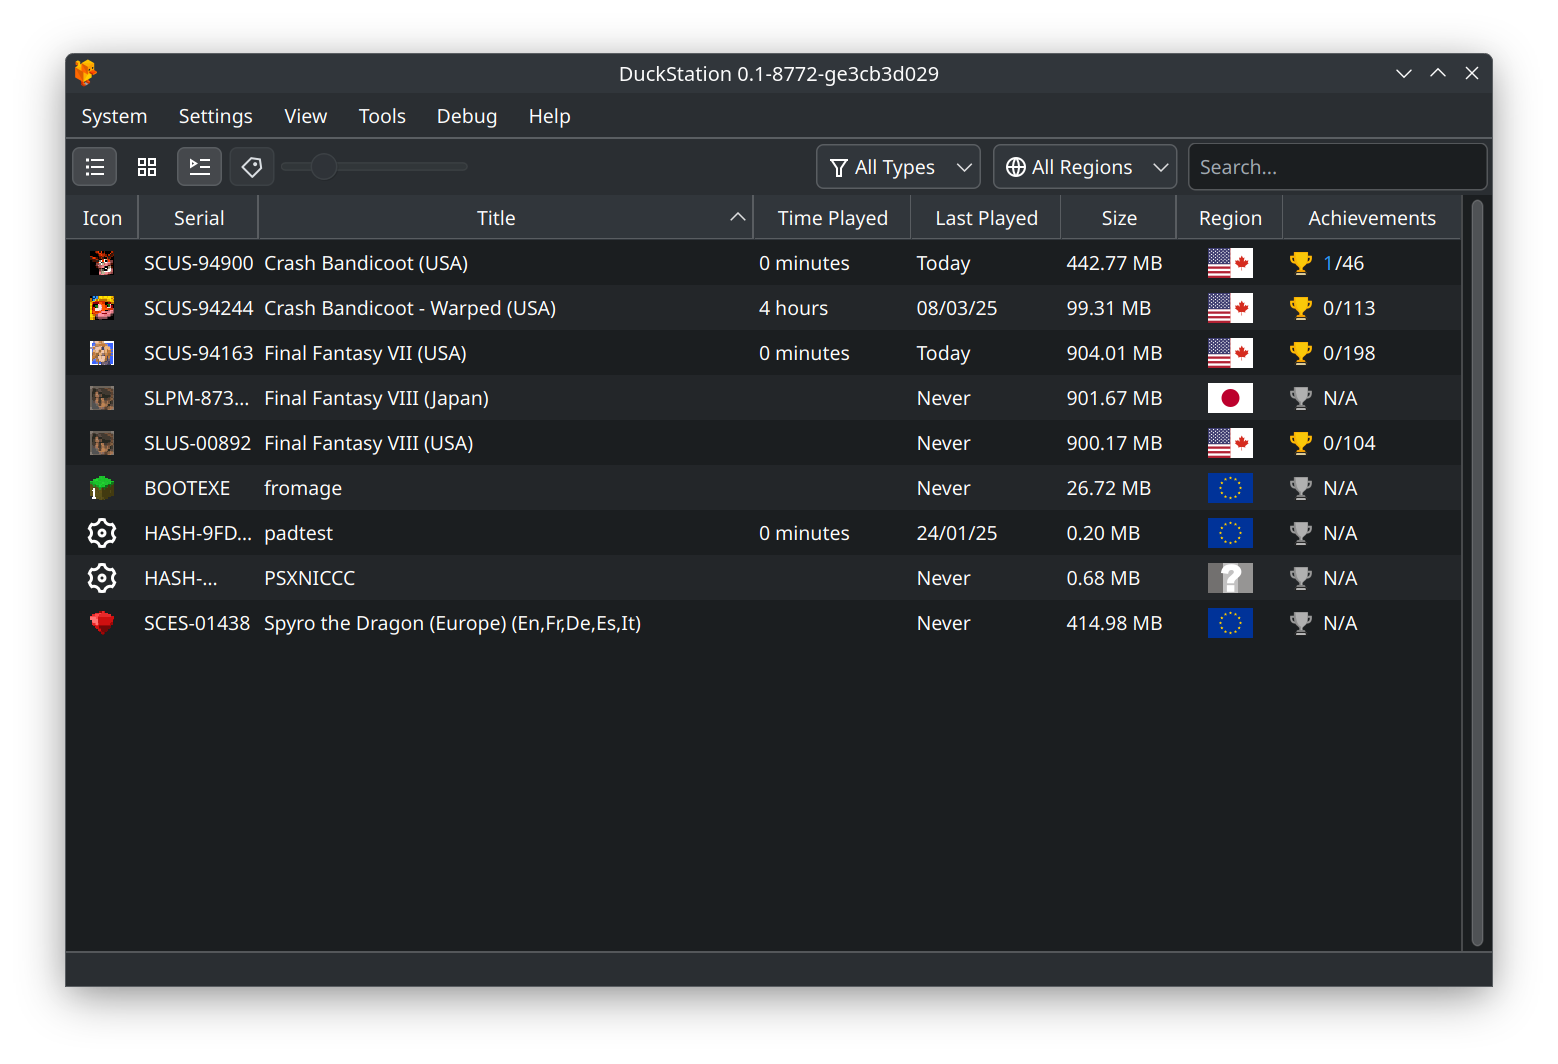 DuckStation 0.1-8772-ge3cb3d029
System Settings View Tools Debug Help
All Types All Regions Search...
Icon Serial Title Time Played Last Played Size Region Achievements
SCUS-94900 Crash Bandicoot (USA) 0 minutes Today 442.77 MB 1/46
SCUS-94244 Crash Bandicoot - Warped (USA) 4 hours 08/03/25 99.31 MB 0/113
SCUS-94163 Final Fantasy VII (USA) 0 minutes Today 904.01 MB 0/198
SLPM-873... Final Fantasy VIII (Japan) Never 901.67 MB N/A
SLUS-00892 Final Fantasy VIII (USA) Never 900.17 MB 0/104
BOOTEXE fromage Never 26.72 MB N/A
HASH-9FD... padtest 0 minutes 24/01/25 0.20 MB N/A
HASH-... PSXNICCC Never 0.68 MB ? N/A
SCES-01438 Spyro the Dragon (Europe) (En,Fr,De,Es,It) Never 414.98 MB N/A